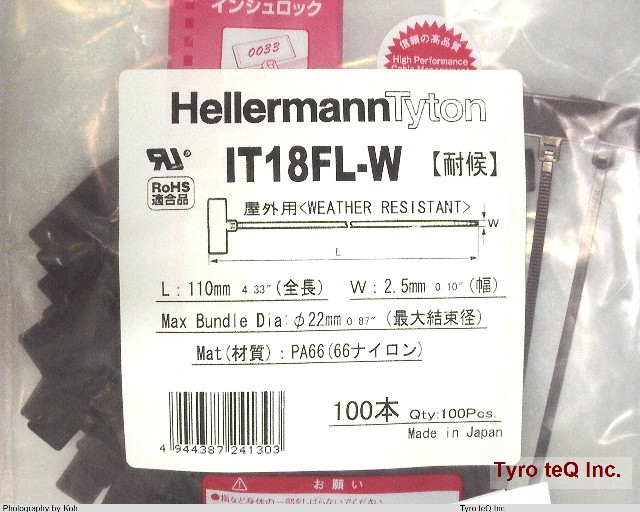 インシュロック
0033
信頼の高品質
High Performance
HellermannTyton
IT18FL-W 【耐候】
RoHS
適合品
屋外用<WEATHER RESISTANT>
W
L
L : 110mm 4.33" (全長) W : 2.5mm 0.10" (幅)
Max Bundle Dia: φ22mm 0.87" (最大結束径)
Mat(材質) : PA66(66ナイロン)
100本 Qty:100Pcs.
Made in Japan
4 944387 241303
Tyro teQ Inc.
お願い
Photography by Koh Tyro teQ Inc.